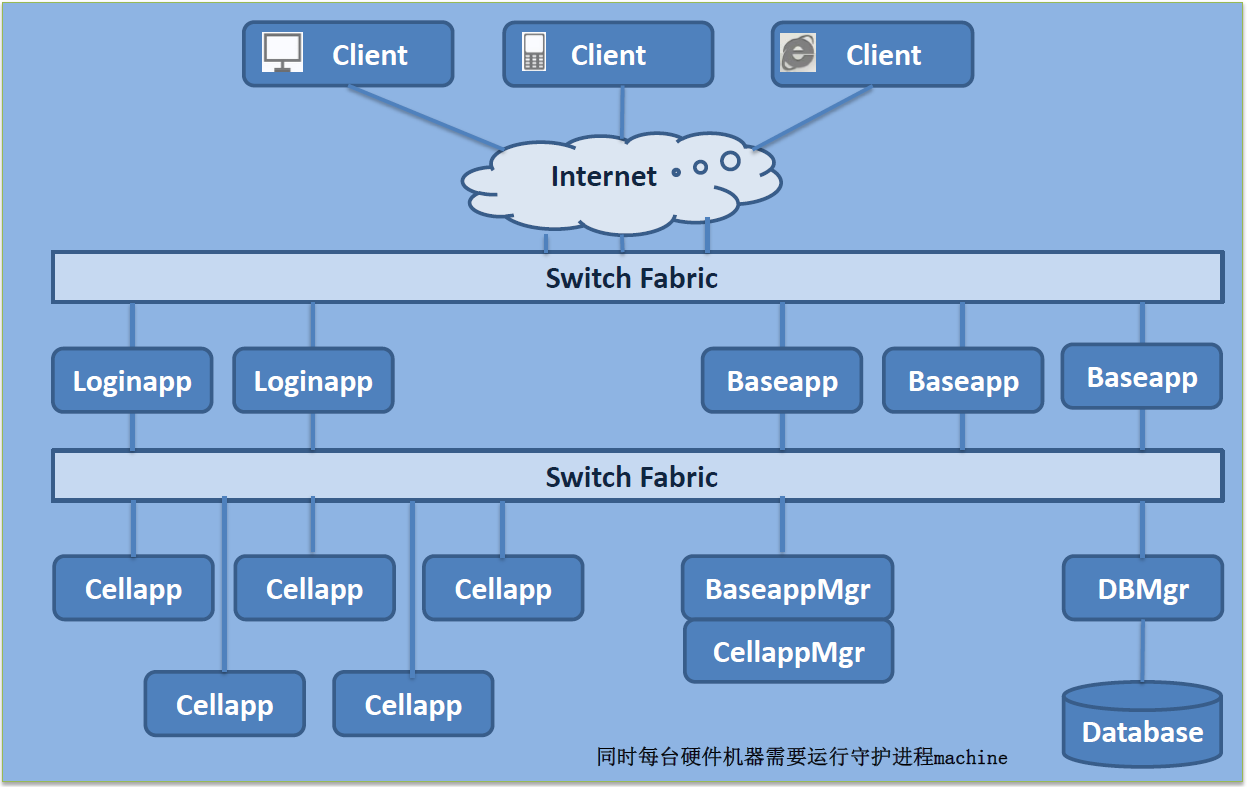 Client
Client
Client
Internet
Switch Fabric
Loginapp
Loginapp
Baseapp
Baseapp
Baseapp
Switch Fabric
Cellapp
Cellapp
Cellapp
BaseappMgr
DBMgr
CellappMgr
Cellapp
Cellapp
Database
同时每台硬件机器需要运行守护进程machine